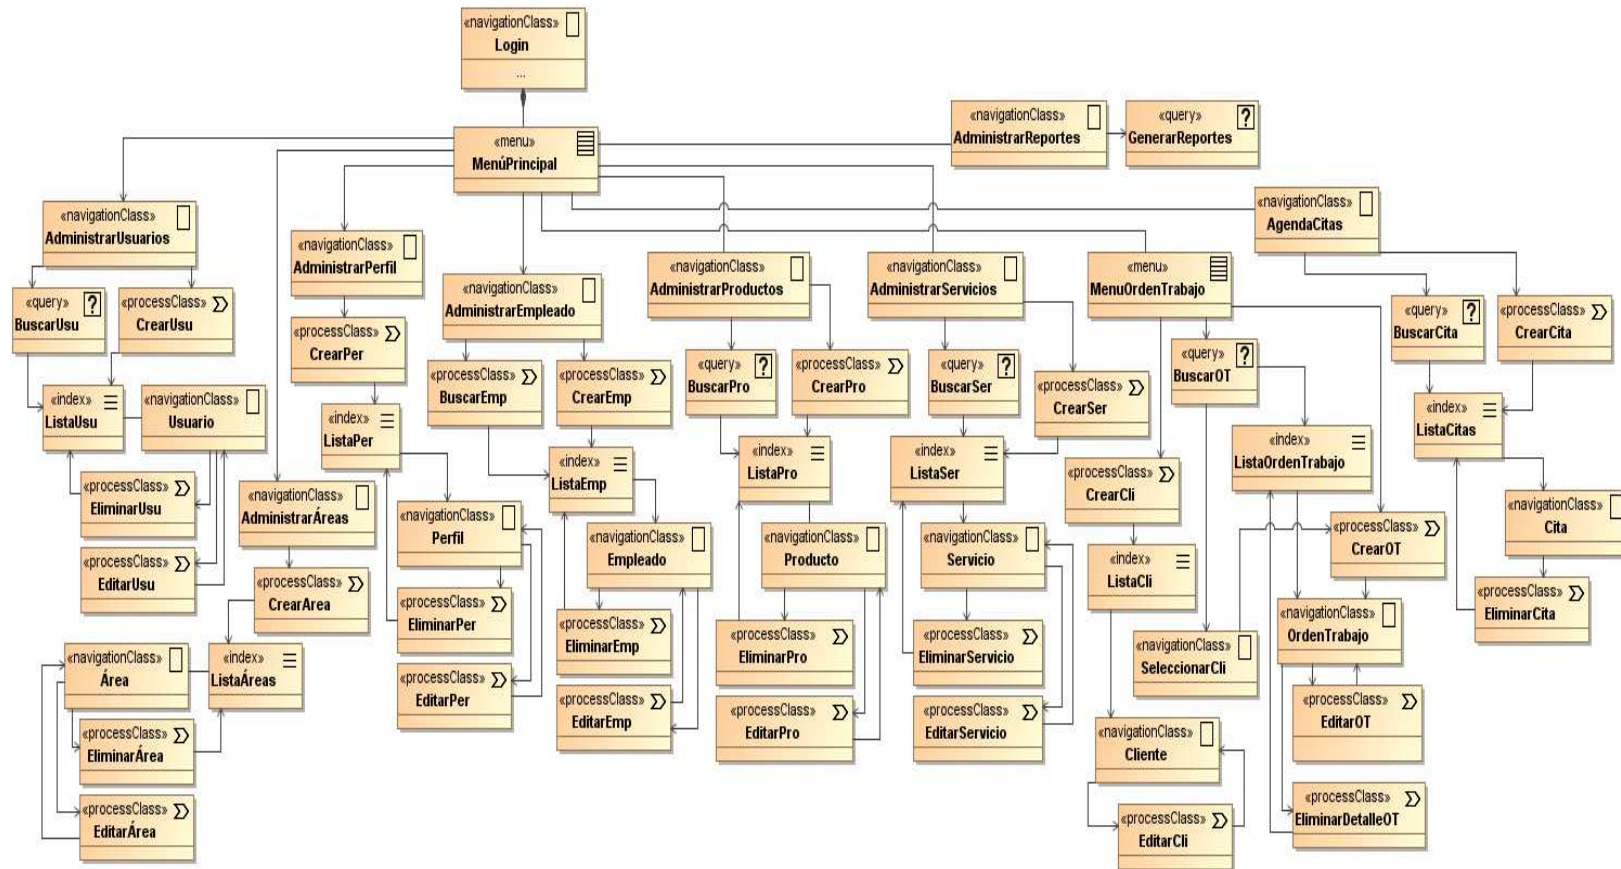 «navigationClass»
Login
...
«menu»
MenúPrincipal
«navigationClass»
AdministrarReportes
«query»
?
GenerarReportes
«navigationClass»
AdministrarUsuarios
«navigationClass»
AdministrarPerfil
«navigationClass»
AdministrarEmpleado
«navigationClass»
AdministrarProductos
«navigationClass»
AdministrarServicios
«menu»
MenuOrdenTrabajo
«navigationClass»
AgendaCitas
«query»
?
BuscarUsu
«processClass»
CrearUsu
«index»
ListaUsu
«navigationClass»
Usuario
«processClass»
EliminarUsu
«processClass»
EditarUsu
«navigationClass»
AdministrarÁreas
«processClass»
CrearArea
«index»
ListaÁreas
«navigationClass»
Área
«processClass»
EliminarÁrea
«processClass»
EditarÁrea
«processClass»
CrearPer
«index»
ListaPer
«navigationClass»
Perfil
«processClass»
EliminarPer
«processClass»
EditarPer
«processClass»
BuscarEmp
«processClass»
CrearEmp
«index»
ListaEmp
«navigationClass»
Empleado
«processClass»
EliminarEmp
«processClass»
EditarEmp
«query»
?
BuscarPro
«processClass»
CrearPro
«index»
ListaPro
«navigationClass»
Producto
«processClass»
EliminarPro
«processClass»
EditarPro
«query»
?
BuscarSer
«processClass»
CrearSer
«index»
ListaSer
«navigationClass»
Servicio
«processClass»
EliminarServicio
«processClass»
EditarServicio
«query»
?
BuscarOT
«processClass»
CrearCli
«index»
ListaCli
«index»
ListaOrdenTrabajo
«processClass»
CrearOT
«navigationClass»
SeleccionarCli
«navigationClass»
OrdenTrabajo
«processClass»
EditarOT
«navigationClass»
Cliente
«processClass»
EditarCli
«processClass»
EliminarDetalleOT
«query»
?
BuscarCita
«processClass»
CrearCita
«index»
ListaCitas
«navigationClass»
Cita
«processClass»
EliminarCita